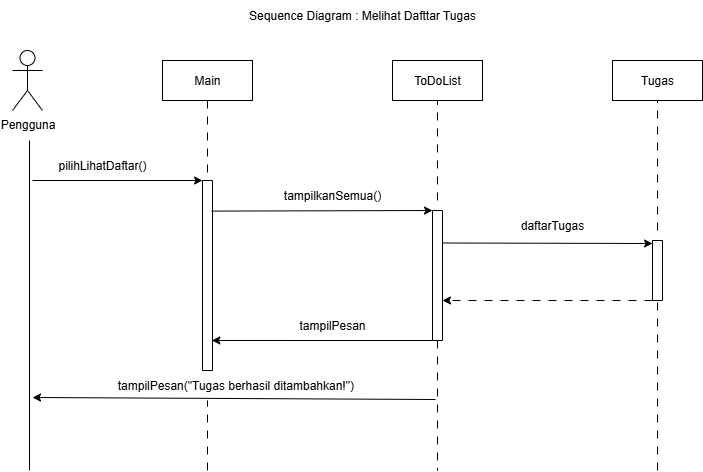 Sequence Diagram : Melihat Dafttar Tugas
Main
ToDoList
Tugas
Pengguna
pilihLihatDaftar()
tampilkanSemua()
daftarTugas
tampilPesan
tampilPesan("Tugas berhasil ditambahkan!")